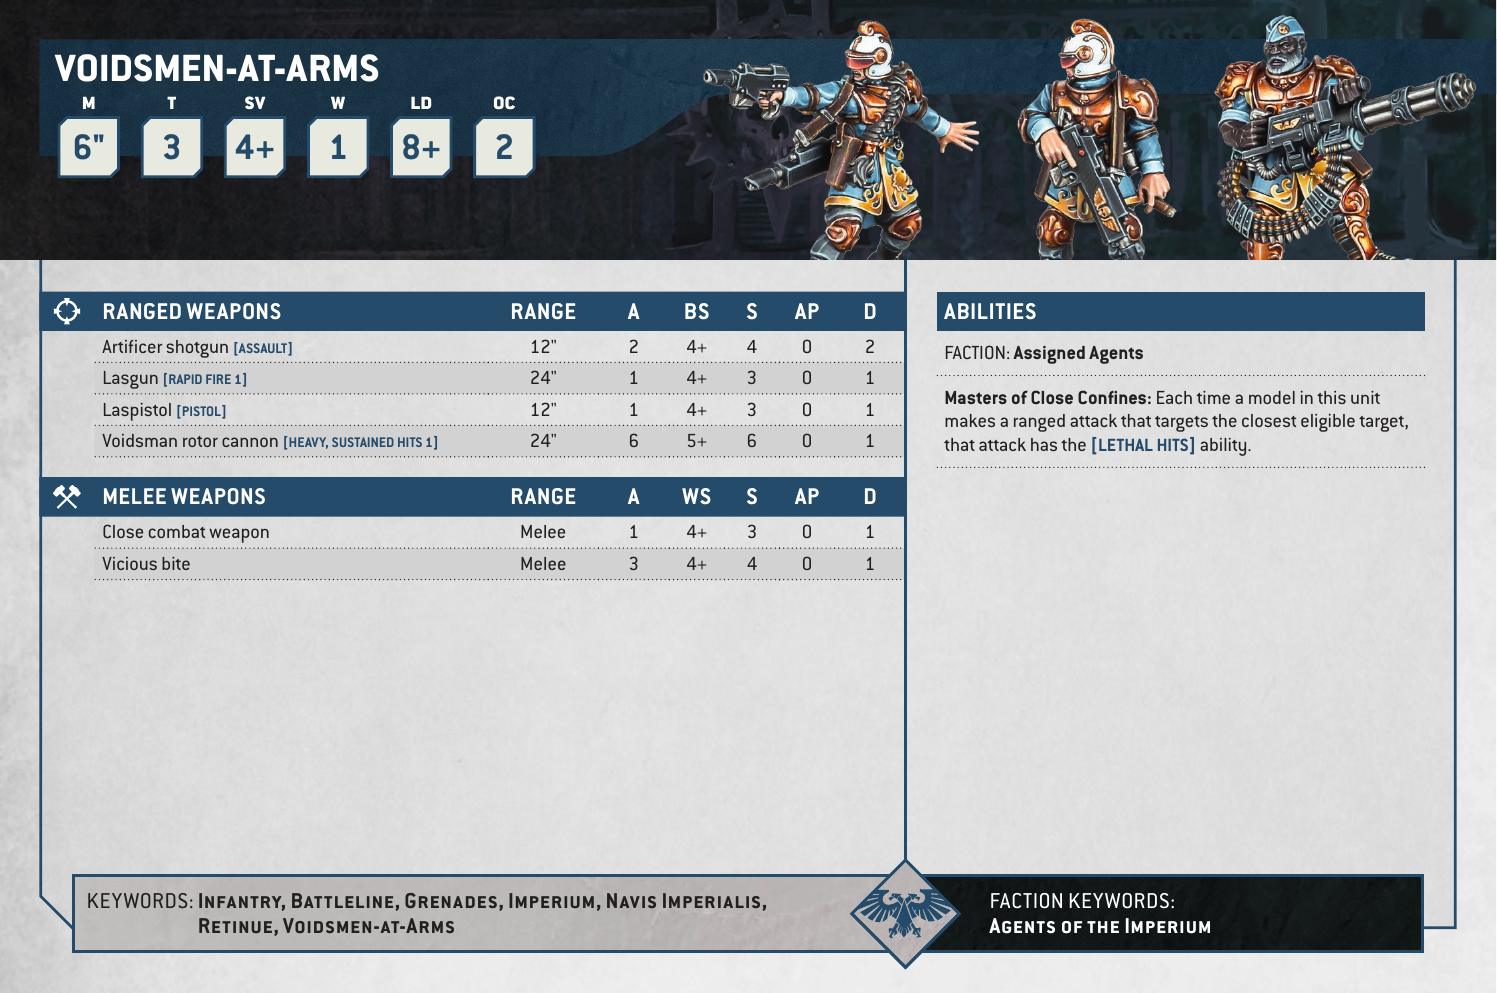 VOIDSMEN-AT-ARMS
M T SV W LD OC
6" 3 4+ 1 8+ 2
RANGED WEAPONS RANGE A BS S AP D
Artificer shotgun [ASSAULT] 12" 2 4+ 4 0 2
Lasgun [RAPID FIRE 1] 24" 1 4+ 3 0 1
Laspistol [PISTOL] 12" 1 4+ 3 0 1
Voidsman rotor cannon [HEAVY, SUSTAINED HITS 1] 24" 6 5+ 6 0 1
MELEE WEAPONS RANGE A WS S AP D
Close combat weapon Melee 1 4+ 3 0 1
Vicious bite Melee 3 4+ 4 0 1
ABILITIES
FACTION: Assigned Agents
Masters of Close Confines: Each time a model in this unit
makes a ranged attack that targets the closest eligible target,
that attack has the [LETHAL HITS] ability.
KEYWORDS: Infantry, Battleline, Grenades, Imperium, Navis Imperialis,
Retinue, Voidsmen-at-Arms
FACTION KEYWORDS:
Agents of the Imperium